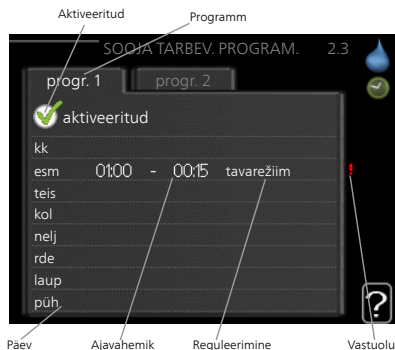 Aktiveeritud
Programm
SOOJA TARBEV. PROGRAM. 2.3
progr. 1 progr. 2
aktiveeritud
kk
esm 01:00 - 00:15 tavarežiim !
teis
kol
nelj
rde
laup
püh
?
Päev Ajavahemik Reguleerimine Vastuolu